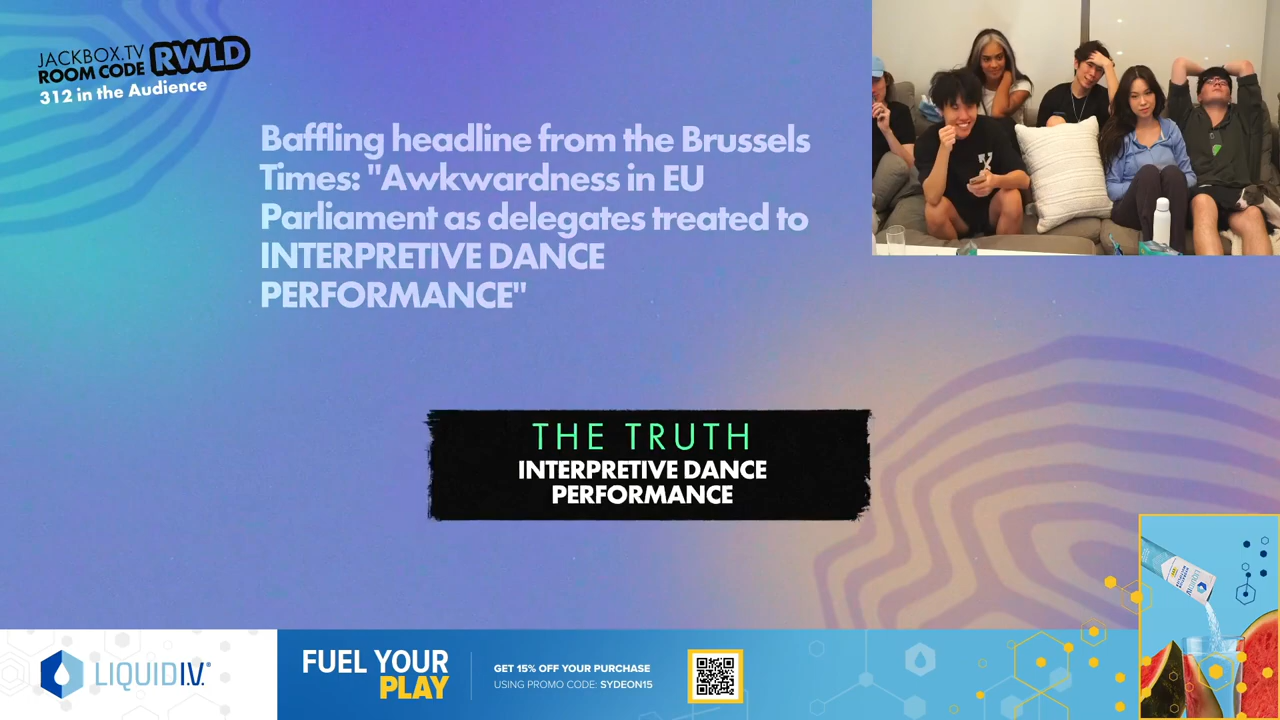 JACKBOX.TV
ROOM CODE RWLD
312 in the Audience
Baffling headline from the Brussels
Times: "Awkwardness in EU
Parliament as delegates treated to
INTERPRETIVE DANCE
PERFORMANCE"
THE TRUTH
INTERPRETIVE DANCE
PERFORMANCE
LIQUID I.V.
FUEL YOUR
PLAY
GET 15% OFF YOUR PURCHASE
USING PROMO CODE: SYDEON15